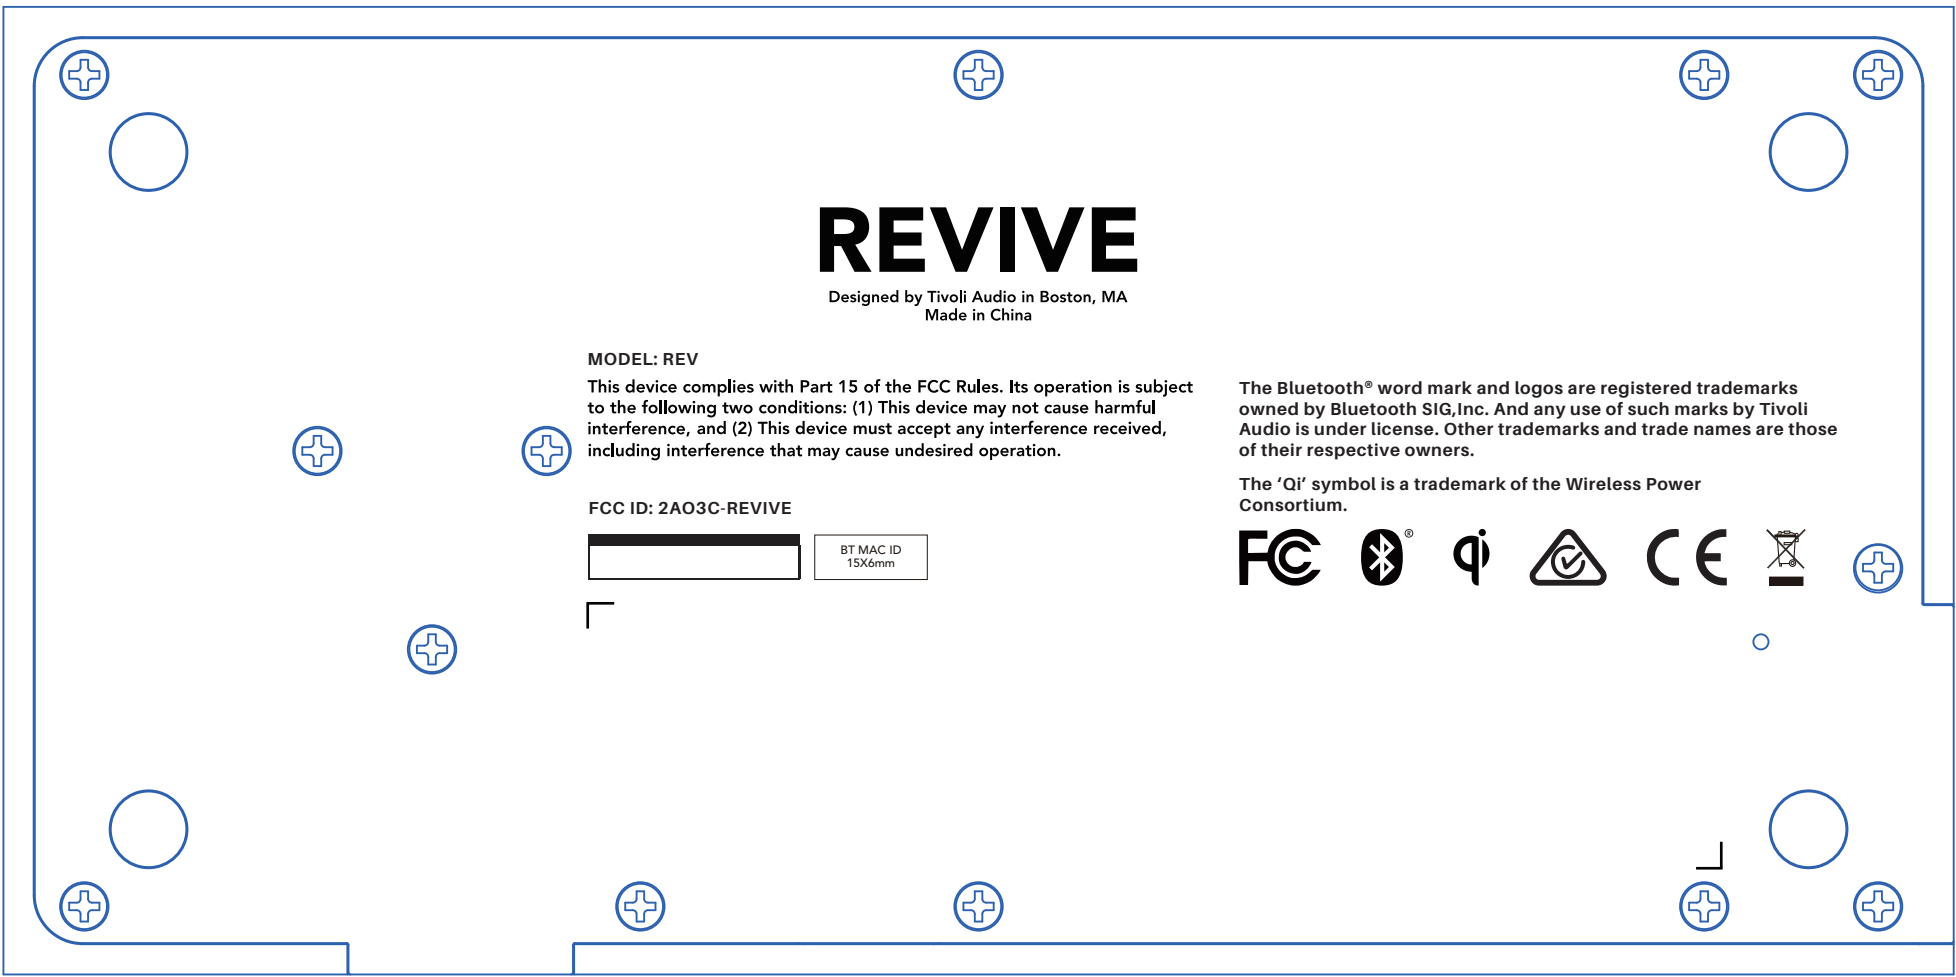 REVIVE
Designed by Tivoli Audio in Boston, MA
Made in China
MODEL: REV
This device complies with Part 15 of the FCC Rules. Its operation is subject
to the following two conditions: (1) This device may not cause harmful
interference, and (2) This device must accept any interference received,
including interference that may cause undesired operation.
FCC ID: 2AO3C-REVIVE
BT MAC ID
15X6mm
The Bluetooth® word mark and logos are registered trademarks
owned by Bluetooth SIG,Inc. And any use of such marks by Tivoli
Audio is under license. Other trademarks and trade names are those
of their respective owners.
The ‘Qi’ symbol is a trademark of the Wireless Power
Consortium.
FC ® qi CE